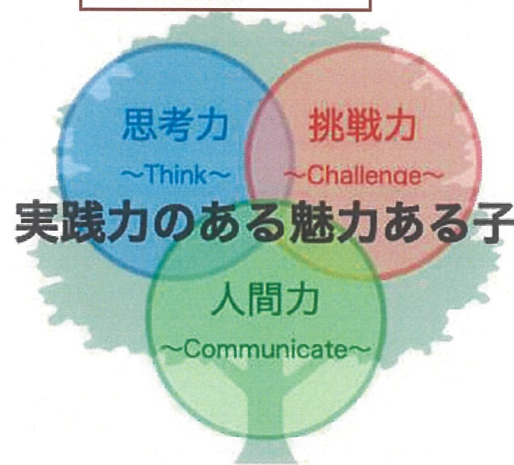 思考力
～Think～
挑戦力
～Challenge～
実践力のある魅力ある子
人間力
～Communicate～